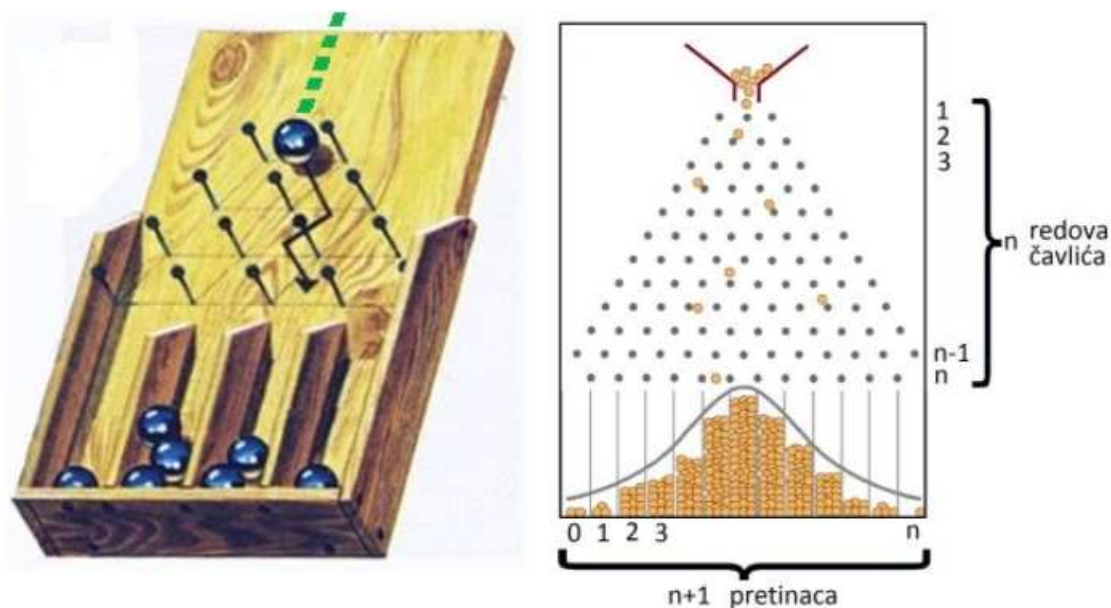 1
2
3
n redova
čavlića
n-1
n
0 1 2 3 n
n+1 pretinaca